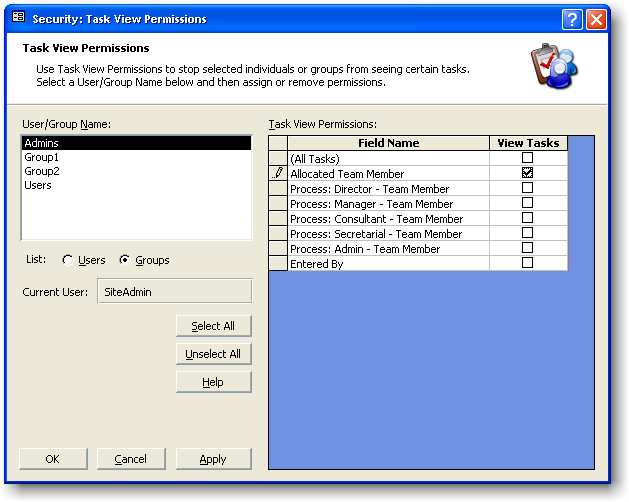 Security: Task View Permissions
Task View Permissions
Use Task View Permissions to stop selected individuals or groups from seeing certain tasks.
Select a User/Group Name below and then assign or remove permissions.
User/Group Name:
Admins
Group1
Group2
Users
List: Users Groups
Current User: SiteAdmin
Select All
Unselect All
Help
OK Cancel Apply
Task View Permissions:
Field Name View Tasks
(All Tasks)
Allocated Team Member
Process: Director - Team Member
Process: Manager - Team Member
Process: Consultant - Team Member
Process: Secretarial - Team Member
Process: Admin - Team Member
Entered By